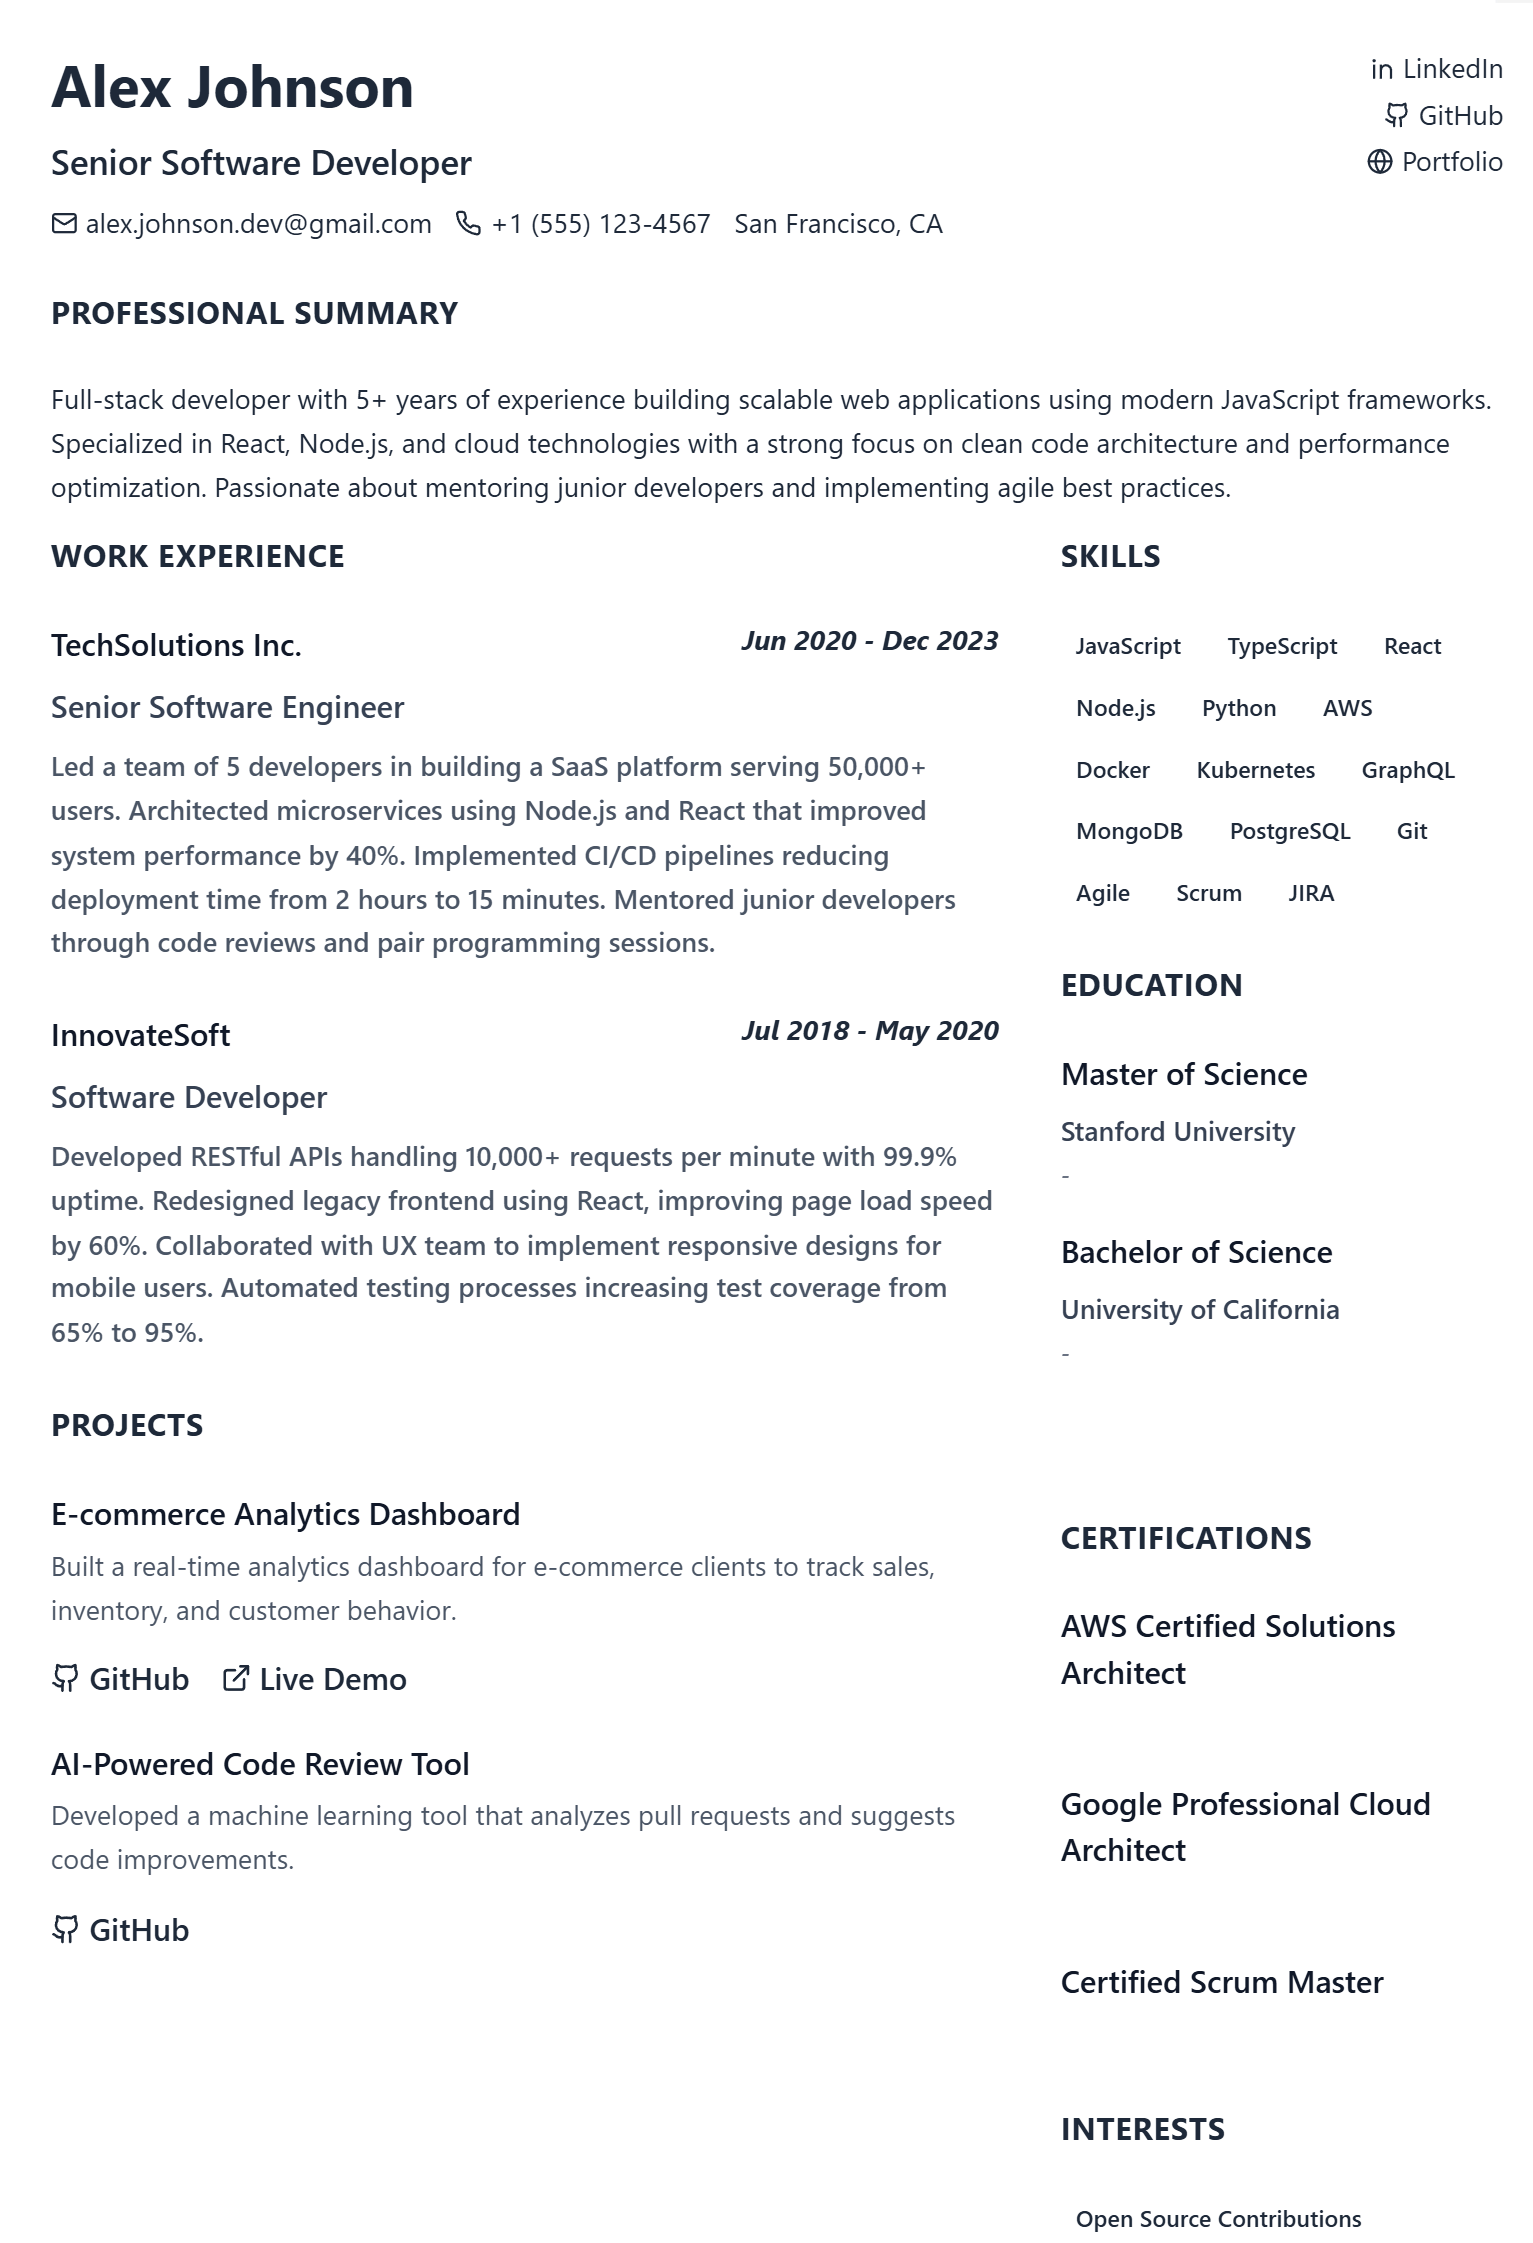 Alex Johnson
Senior Software Developer
alex.johnson.dev@gmail.com +1 (555) 123-4567 San Francisco, CA
in LinkedIn
GitHub
Portfolio
PROFESSIONAL SUMMARY
Full-stack developer with 5+ years of experience building scalable web applications using modern JavaScript frameworks.
Specialized in React, Node.js, and cloud technologies with a strong focus on clean code architecture and performance
optimization. Passionate about mentoring junior developers and implementing agile best practices.
WORK EXPERIENCE
TechSolutions Inc. Jun 2020 - Dec 2023
Senior Software Engineer
Led a team of 5 developers in building a SaaS platform serving 50,000+
users. Architected microservices using Node.js and React that improved
system performance by 40%. Implemented CI/CD pipelines reducing
deployment time from 2 hours to 15 minutes. Mentored junior developers
through code reviews and pair programming sessions.
InnovateSoft Jul 2018 - May 2020
Software Developer
Developed RESTful APIs handling 10,000+ requests per minute with 99.9%
uptime. Redesigned legacy frontend using React, improving page load speed
by 60%. Collaborated with UX team to implement responsive designs for
mobile users. Automated testing processes increasing test coverage from
65% to 95%.
PROJECTS
E-commerce Analytics Dashboard
Built a real-time analytics dashboard for e-commerce clients to track sales,
inventory, and customer behavior.
GitHub Live Demo
AI-Powered Code Review Tool
Developed a machine learning tool that analyzes pull requests and suggests
code improvements.
GitHub
SKILLS
JavaScript TypeScript React
Node.js Python AWS
Docker Kubernetes GraphQL
MongoDB PostgreSQL Git
Agile Scrum JIRA
EDUCATION
Master of Science
Stanford University
-
Bachelor of Science
University of California
-
CERTIFICATIONS
AWS Certified Solutions
Architect
Google Professional Cloud
Architect
Certified Scrum Master
INTERESTS
Open Source Contributions